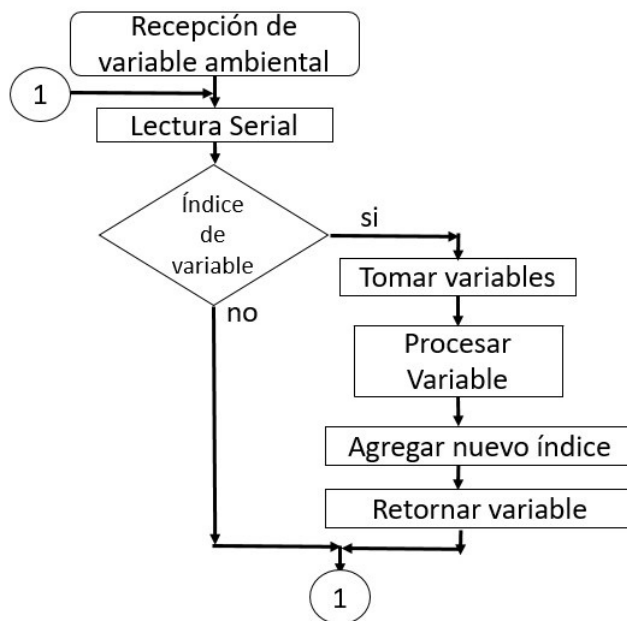 Recepción de
variable ambiental
1
Lectura Serial
Índice
de
variable
si
no
Tomar variables
Procesar
Variable
Agregar nuevo índice
Retornar variable
1